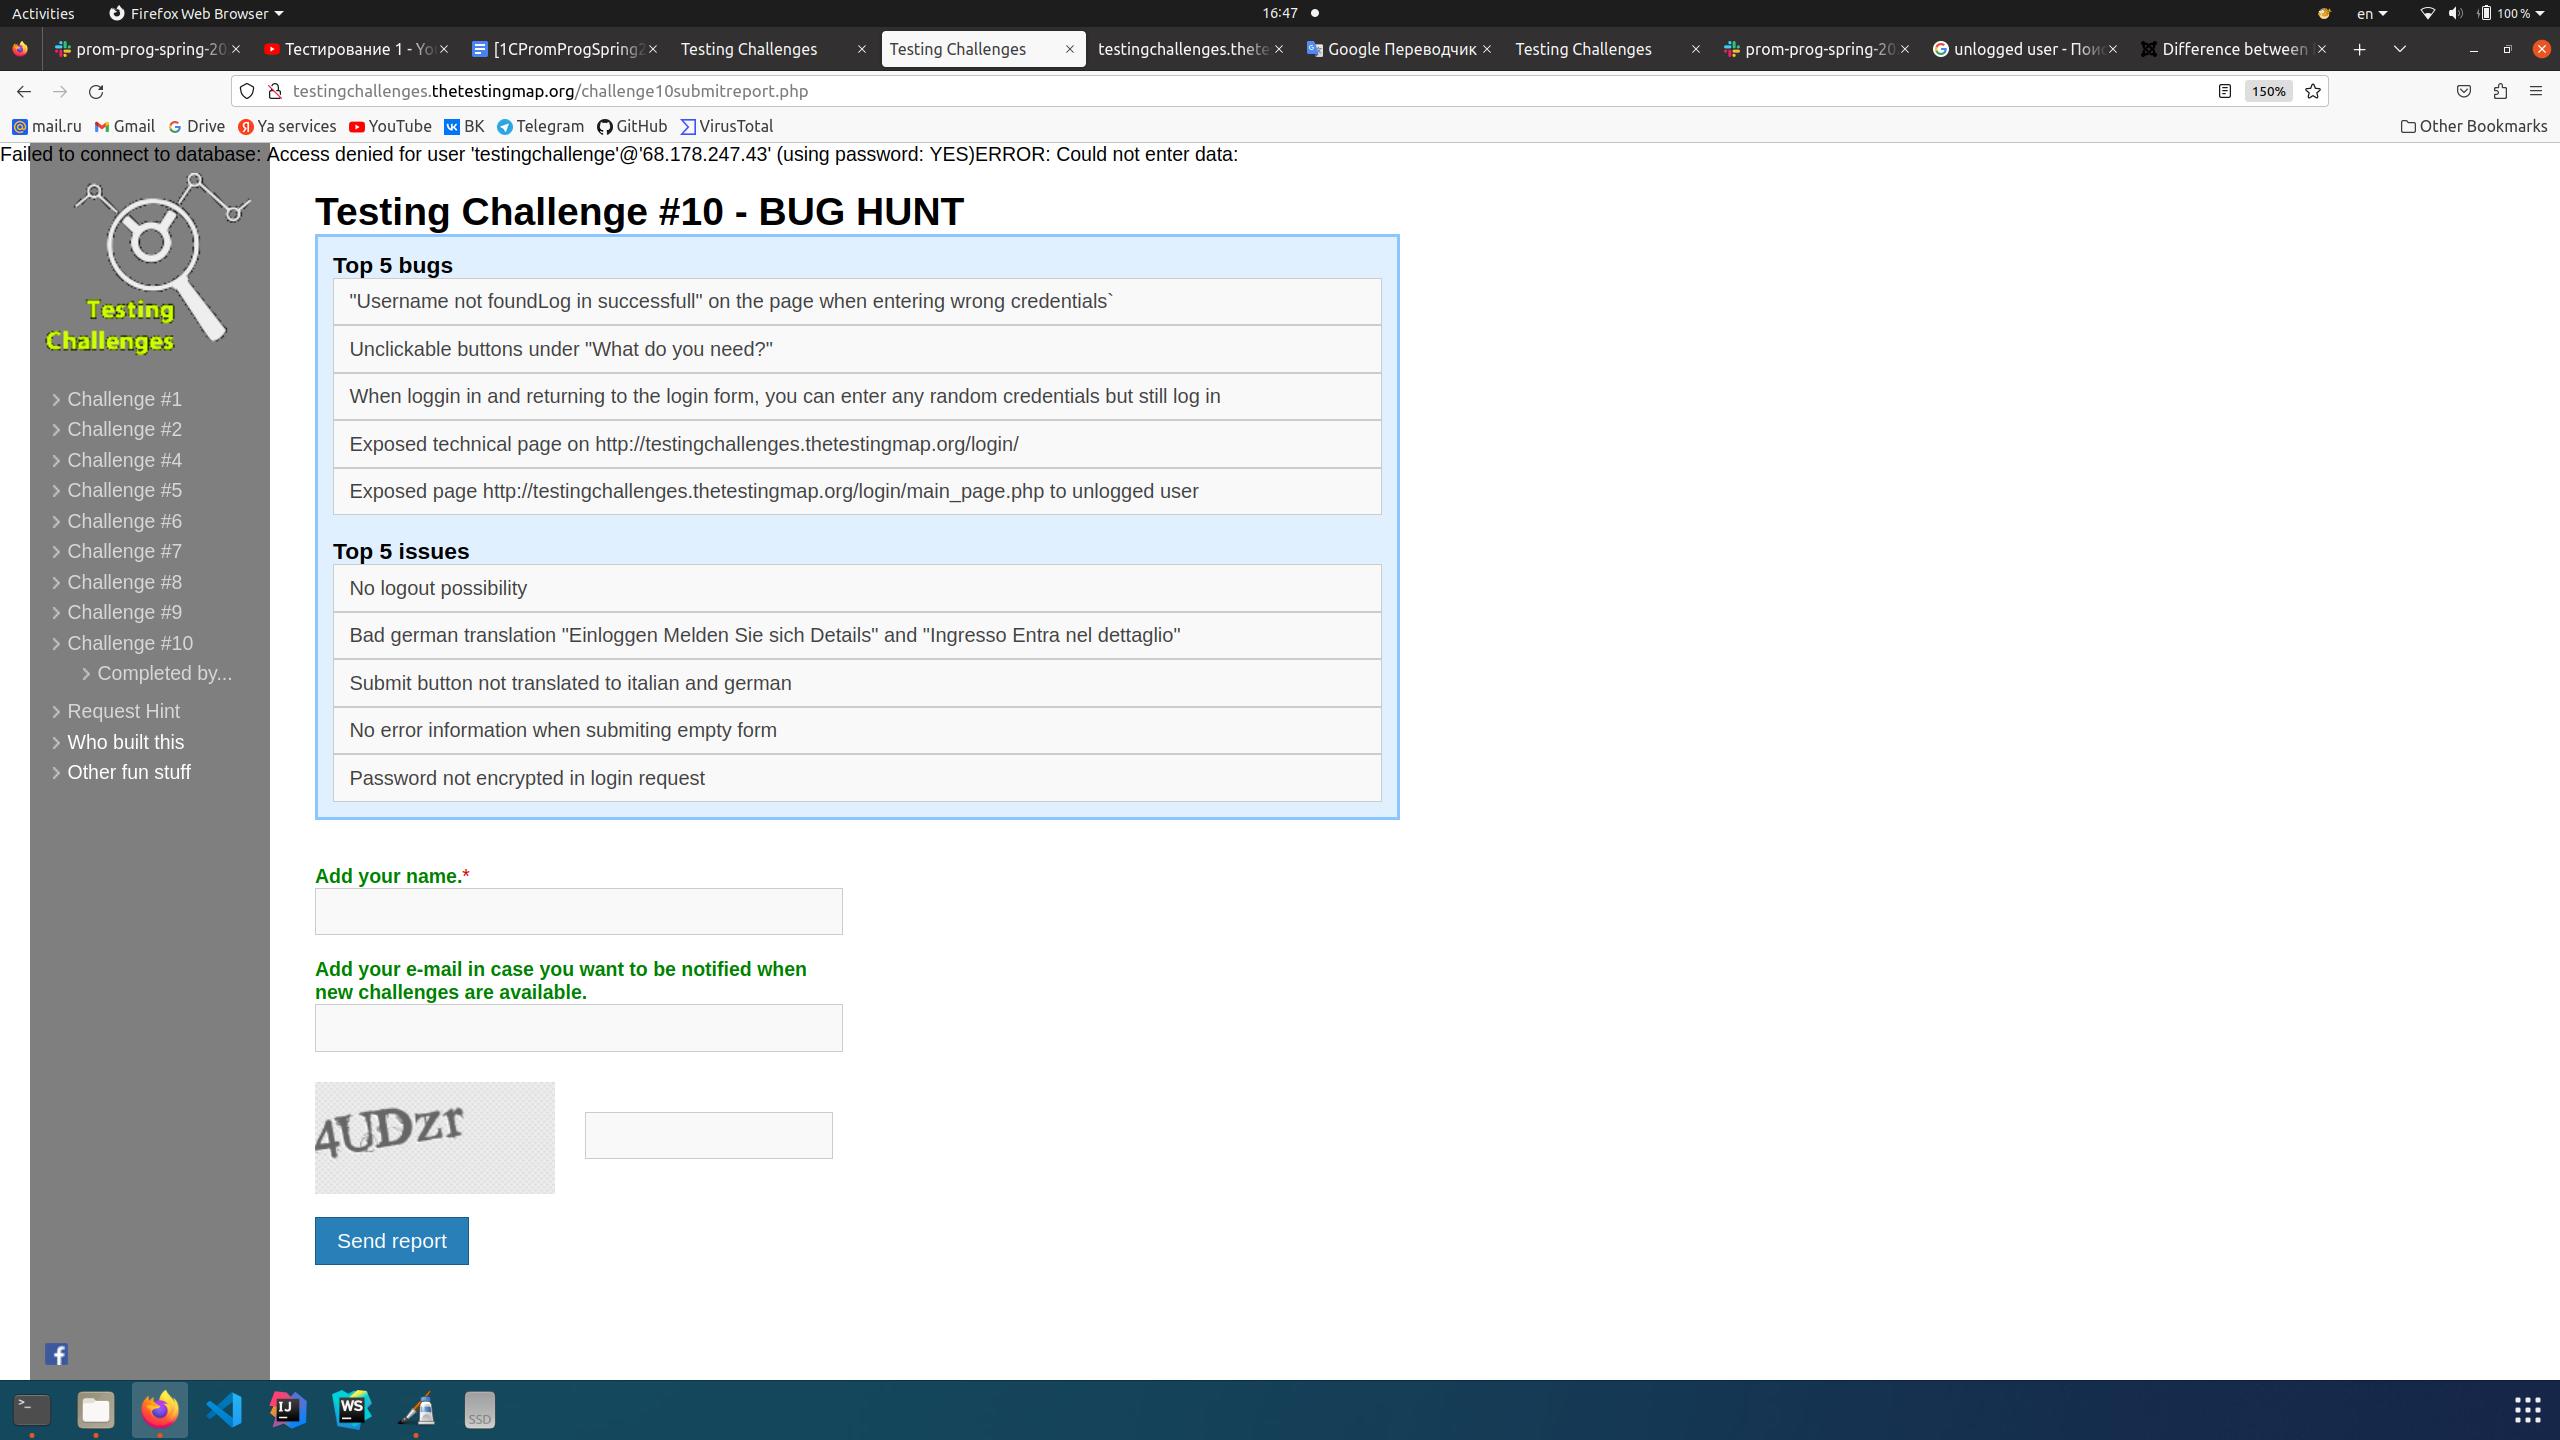 Activities
Firefox Web Browser
16:47
en
100 %
prom-prog-spring-20
Тестирование 1 - Yo
[1CPromProgSpring2
Testing Challenges
Testing Challenges
testingchallenges.thete
Google Переводчик
Testing Challenges
prom-prog-spring-20
unlogged user - Поис
Difference between
testingchallenges.thetestingmap.org/challenge10submitreport.php
150%
mail.ru
Gmail
Drive
Ya services
YouTube
ВК
Telegram
GitHub
VirusTotal
Other Bookmarks
Failed to connect to database: Access denied for user 'testingchallenge'@'68.178.247.43' (using password: YES)ERROR: Could not enter data:
Testing
Challenges
Challenge #1
Challenge #2
Challenge #4
Challenge #5
Challenge #6
Challenge #7
Challenge #8
Challenge #9
Challenge #10
Completed by...
Request Hint
Who built this
Other fun stuff
Testing Challenge #10 - BUG HUNT
Top 5 bugs
"Username not foundLog in successfull" on the page when entering wrong credentials`
Unclickable buttons under "What do you need?"
When loggin in and returning to the login form, you can enter any random credentials but still log in
Exposed technical page on http://testingchallenges.thetestingmap.org/login/
Exposed page http://testingchallenges.thetestingmap.org/login/main_page.php to unlogged user
Top 5 issues
No logout possibility
Bad german translation "Einloggen Melden Sie sich Details" and "Ingresso Entra nel dettaglio"
Submit button not translated to italian and german
No error information when submiting empty form
Password not encrypted in login request
Add your name.*
Add your e-mail in case you want to be notified when
new challenges are available.
4UDzr
Send report
IJ
WS
SSD